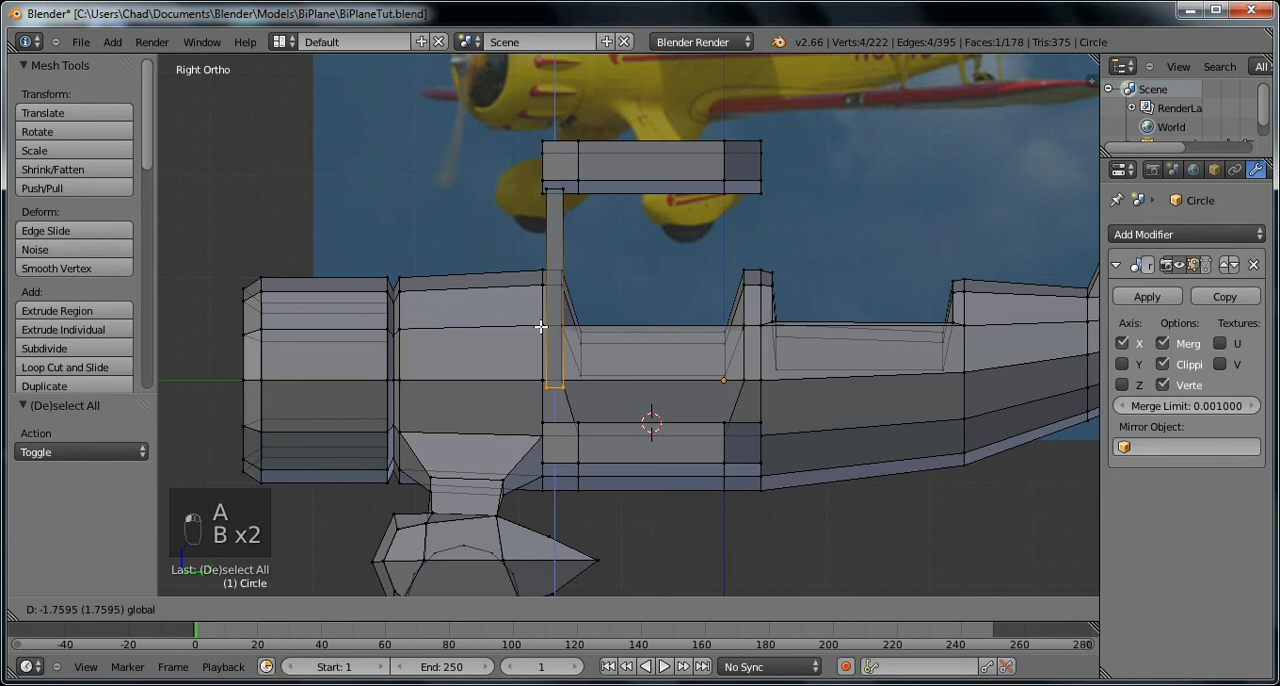 Blender* [C:\Users\Chad\Documents\Blender\Models\BiPlane\BiPlaneTut.blend]
File Add Render Window Help Default Scene Blender Render v2.66 | Verts:4/222 | Edges:4/395 | Faces:1/178 | Tris:375 | Circle
Mesh Tools
Transform:
Translate
Rotate
Scale
Shrink/Fatten
Push/Pull
Deform:
Edge Slide
Noise
Smooth Vertex
Add:
Extrude Region
Extrude Individual
Subdivide
Loop Cut and Slide
Duplicate
(De)select All
Action
Toggle
Right Ortho
A
B x2
Last: (De)select All
(1) Circle
D: -1.7595 (1.7595) global
View Search All
Scene
RenderLa
World
Circle
Add Modifier
Apply Copy
Axis: Options: Textures:
X Merg U
Y Clippi V
Z Verte
Merge Limit: 0.001000
Mirror Object:
-40 -20 0 20 40 60 80 100 120 140 160 180 200 220 240 260 280
View Marker Frame Playback Start: 1 End: 250 1 No Sync